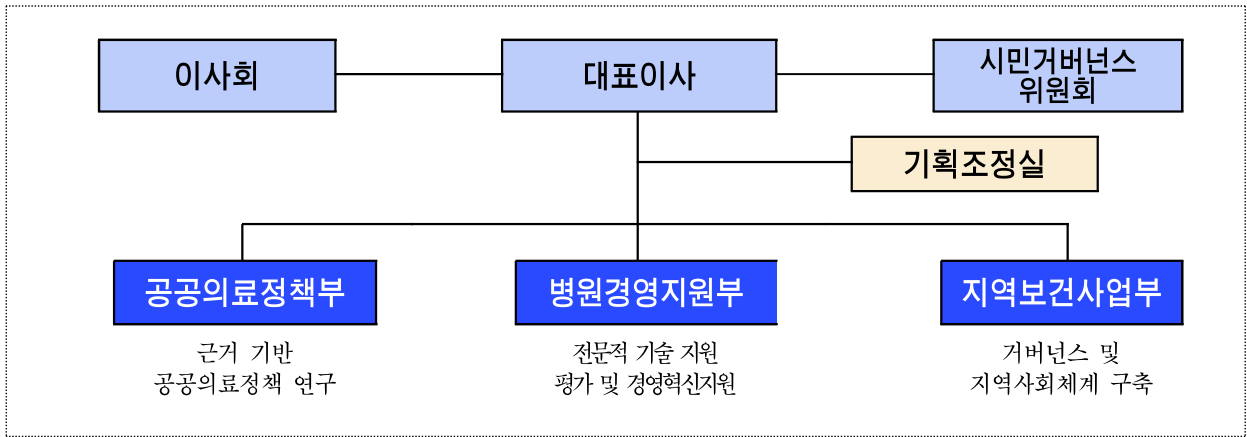 이사회
대표이사
시민거버넌스
위원회
기획조정실
공공의료정책부
병원경영지원부
지역보건사업부
근거 기반
공공의료정책 연구
전문적 기술 지원
평가 및 경영혁신지원
거버넌스 및
지역사회체계 구축